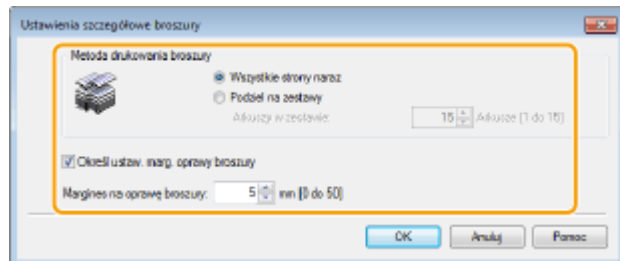 Ustawienia szczegółowe broszury
Metoda drukowania broszury
Wszystkie strony naraz
Podziel na zestawy
Arkuszy w zestawie: 15 Arkusze [1 do 15]
Określ ustaw. marg. oprawy broszury
Margines na oprawę broszury: 5 mm [0 do 50]
OK Anuluj Pomoc